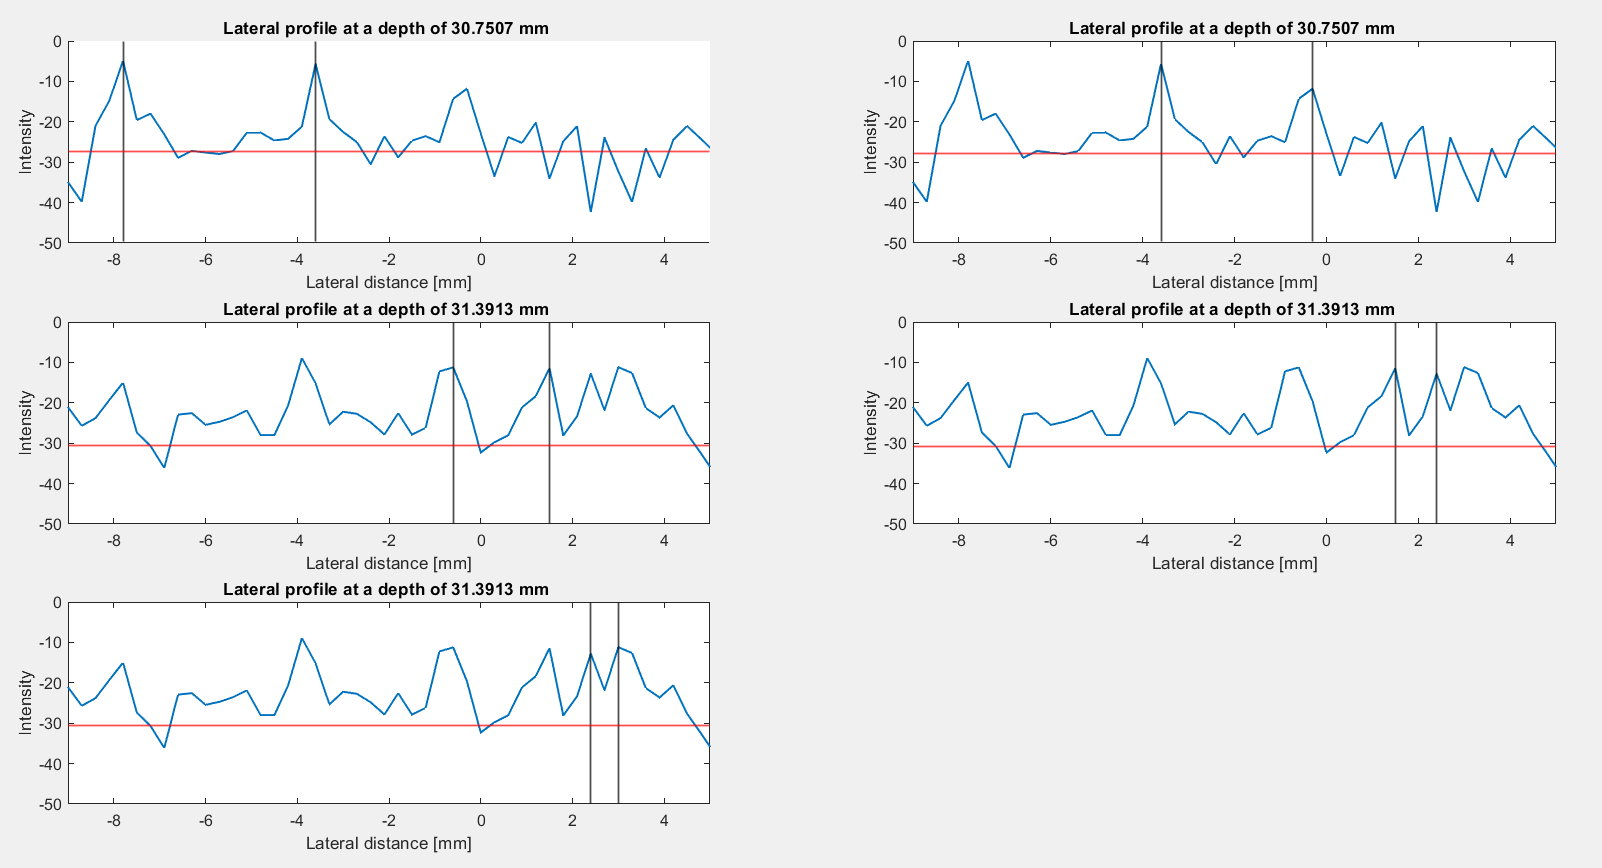 Lateral profile at a depth of 30.7507 mm
0
-10
-20
-30
-40
-50
Intensity
-8 -6 -4 -2 0 2 4
Lateral distance [mm]
Lateral profile at a depth of 30.7507 mm
0
-10
-20
-30
-40
-50
Intensity
-8 -6 -4 -2 0 2 4
Lateral distance [mm]
Lateral profile at a depth of 31.3913 mm
0
-10
-20
-30
-40
-50
Intensity
-8 -6 -4 -2 0 2 4
Lateral distance [mm]
Lateral profile at a depth of 31.3913 mm
0
-10
-20
-30
-40
-50
Intensity
-8 -6 -4 -2 0 2 4
Lateral distance [mm]
Lateral profile at a depth of 31.3913 mm
0
-10
-20
-30
-40
-50
Intensity
-8 -6 -4 -2 0 2 4
Lateral distance [mm]